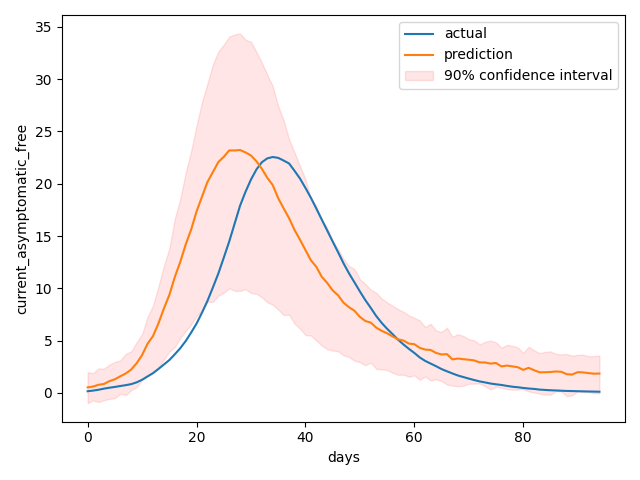 actual
prediction
90% confidence interval
35
30
25
20
15
10
5
0
current_asymptomatic_free
0 20 40 60 80
days